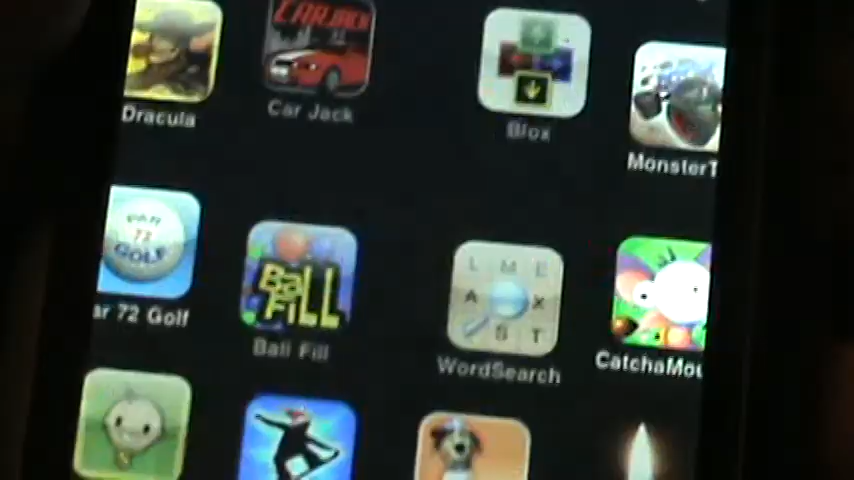 CARJACK
Dracula
Car Jack
Blox
MonsterT
PAR
72
GOLF
L M E
A X
S T
BaLL
FiLL
ar 72 Golf
Ball Fill
WordSearch
CatchaMou